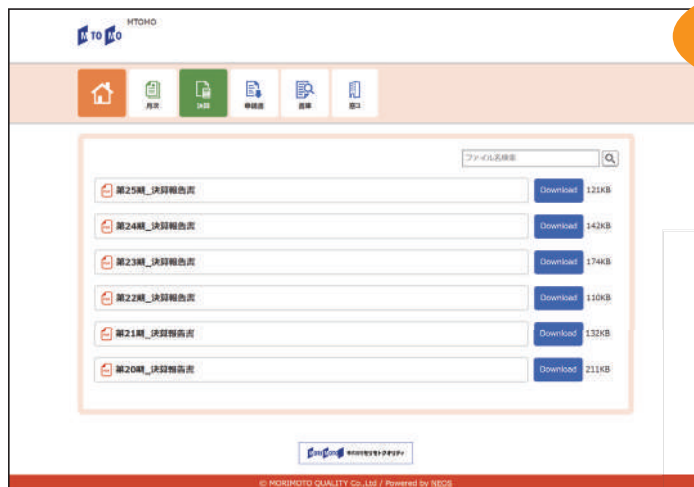 MTOMO
M TO MO
月次
決算
申請書
書庫
窓口
ファイル名検索
第25期_決算報告書 Download 121KB
第24期_決算報告書 Download 142KB
第23期_決算報告書 Download 174KB
第22期_決算報告書 Download 110KB
第21期_決算報告書 Download 132KB
第20期_決算報告書 Download 211KB
© MORIMOTO QUALITY Co.,Ltd / Powered by NEOS